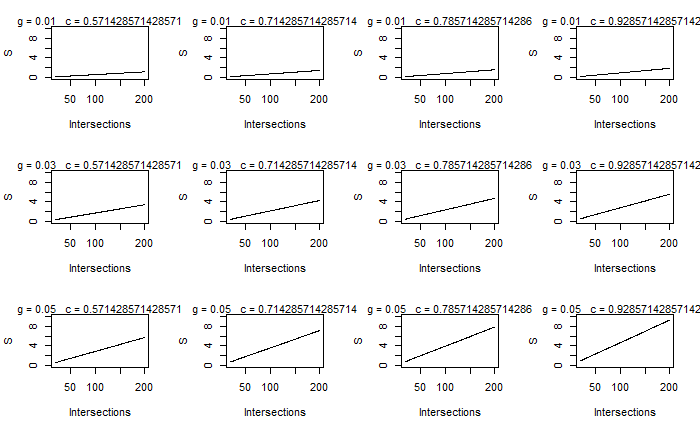 g = 0.01 c = 0.571428571428571 g = 0.01 c = 0.714285714285714 g = 0.01 c = 0.785714285714286 g = 0.01 c = 0.92857142857142
S 0 4 8 S 0 4 8 S 0 4 8 S 0 4 8
50 100 200 50 100 200 50 100 200 50 100 200
Intersections Intersections Intersections Intersections
g = 0.03 c = 0.571428571428571 g = 0.03 c = 0.714285714285714 g = 0.03 c = 0.785714285714286 g = 0.03 c = 0.92857142857142
S 0 4 8 S 0 4 8 S 0 4 8 S 0 4 8
50 100 200 50 100 200 50 100 200 50 100 200
Intersections Intersections Intersections Intersections
g = 0.05 c = 0.571428571428571 g = 0.05 c = 0.714285714285714 g = 0.05 c = 0.785714285714286 g = 0.05 c = 0.92857142857142
S 0 4 8 S 0 4 8 S 0 4 8 S 0 4 8
50 100 200 50 100 200 50 100 200 50 100 200
Intersections Intersections Intersections Intersections